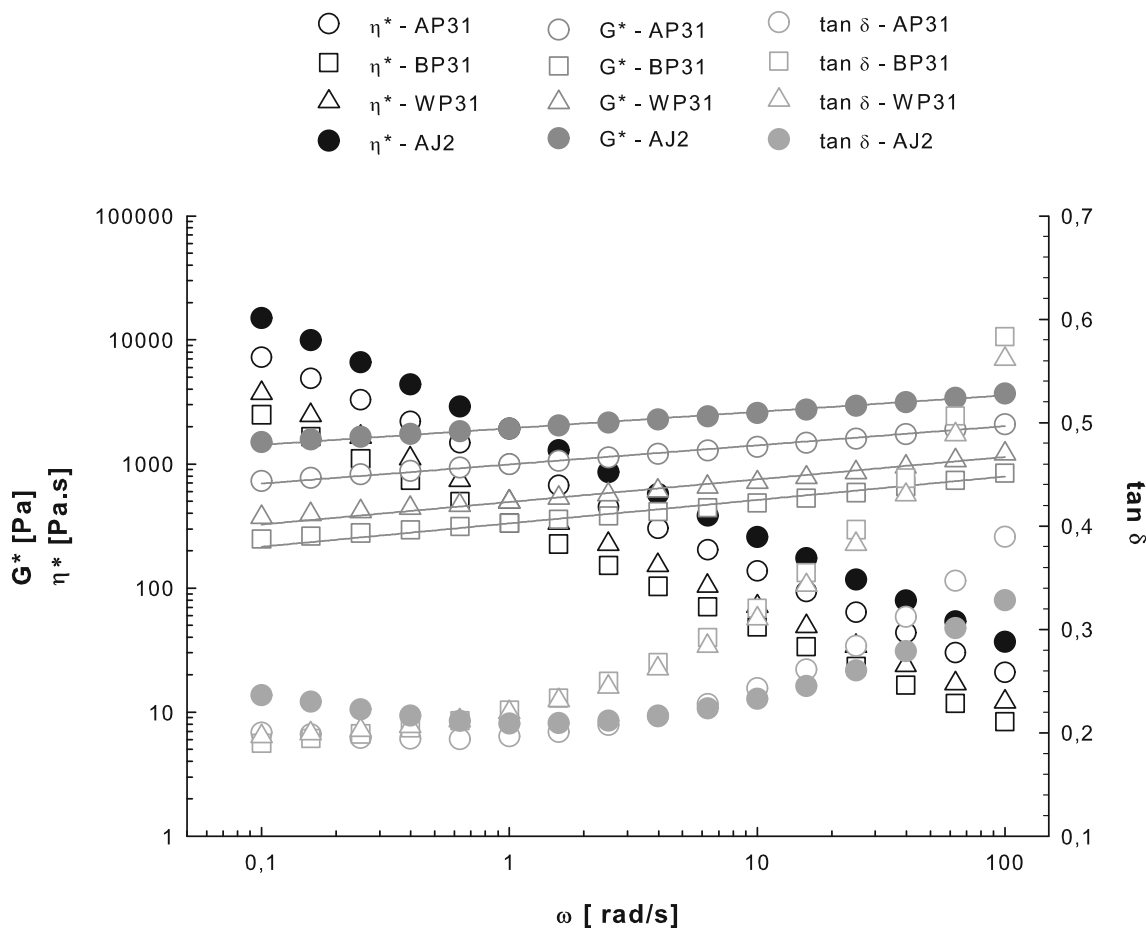 η* - AP31 G* - AP31 tan δ - AP31
η* - BP31 G* - BP31 tan δ - BP31
η* - WP31 G* - WP31 tan δ - WP31
η* - AJ2 G* - AJ2 tan δ - AJ2
100000 0,7
10000 0,6
0,5
1000
0,4
100
0,3
10 0,2
1 0,1
G* [Pa]
η* [Pa.s]
tan δ
0,1 1 10 100
ω [ rad/s]